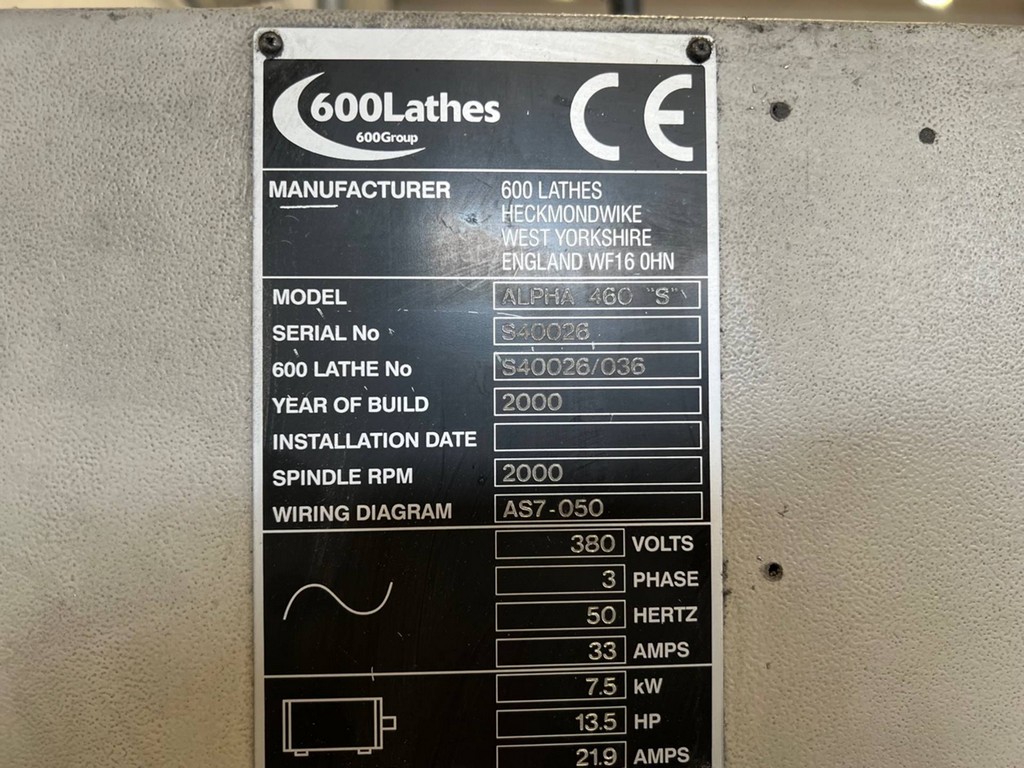 600Lathes
600Group
CE
MANUFACTURER 600 LATHES
HECKMONDWIKE
WEST YORKSHIRE
ENGLAND WF16 0HN
MODEL ALPHA 460 "S"
SERIAL No S40026
600 LATHE No S40026/036
YEAR OF BUILD 2000
INSTALLATION DATE
SPINDLE RPM 2000
WIRING DIAGRAM AS7-050
380 VOLTS
3 PHASE
50 HERTZ
33 AMPS
7.5 kW
13.5 HP
21.9 AMPS